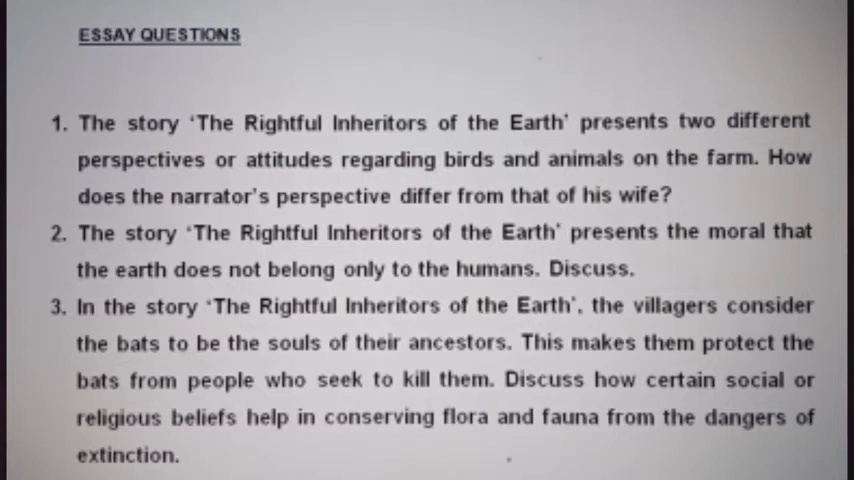 ESSAY QUESTIONS
1. The story ‘The Rightful Inheritors of the Earth’ presents two different
perspectives or attitudes regarding birds and animals on the farm. How
does the narrator’s perspective differ from that of his wife?
2. The story ‘The Rightful Inheritors of the Earth’ presents the moral that
the earth does not belong only to the humans. Discuss.
3. In the story ‘The Rightful Inheritors of the Earth’, the villagers consider
the bats to be the souls of their ancestors. This makes them protect the
bats from people who seek to kill them. Discuss how certain social or
religious beliefs help in conserving flora and fauna from the dangers of
extinction.